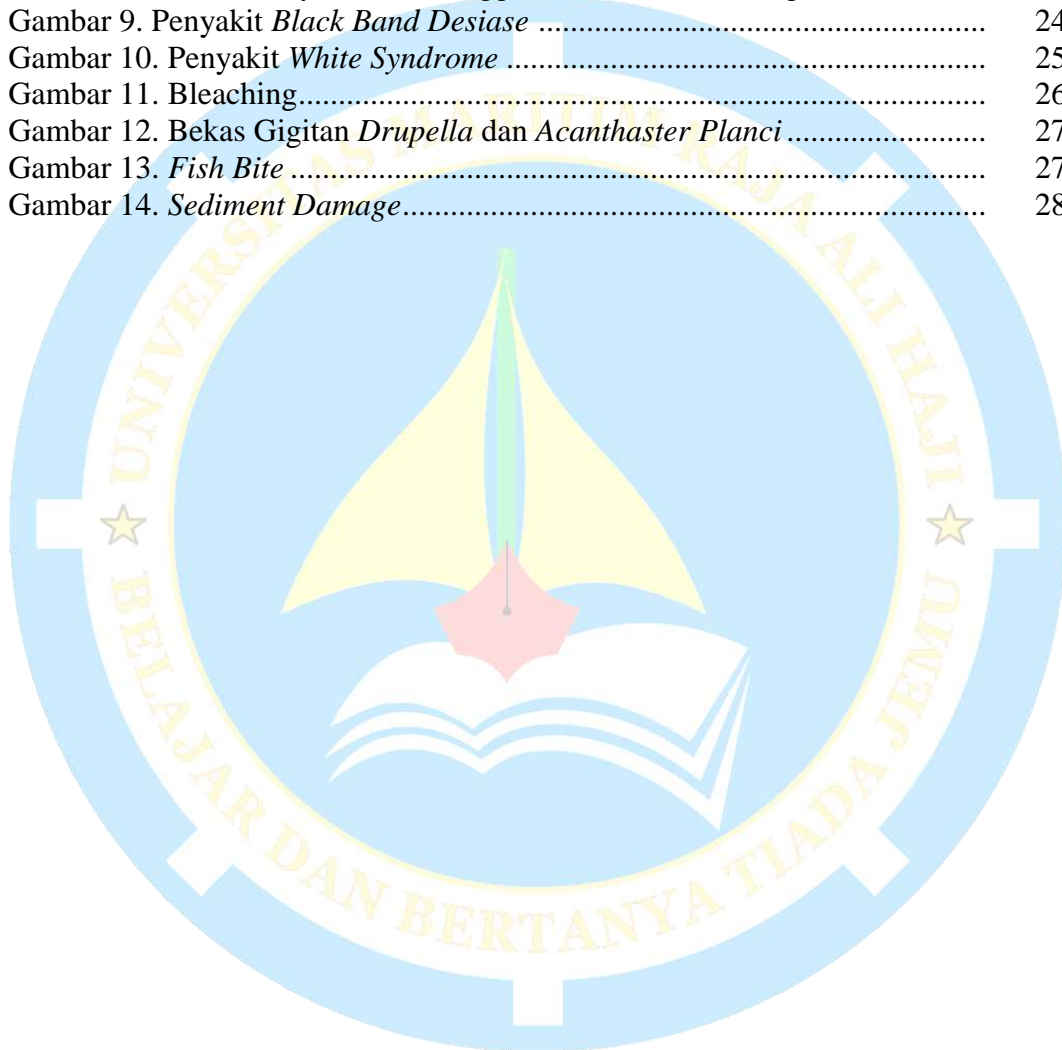 Gambar 9. Penyakit Black Band Desiase ........................................................ 24
Gambar 10. Penyakit White Syndrome ............................................................ 25
Gambar 11. Bleaching...................................................................................... 26
Gambar 12. Bekas Gigitan Drupella dan Acanthaster Planci ......................... 27
Gambar 13. Fish Bite ....................................................................................... 27
Gambar 14. Sediment Damage......................................................................... 28
UNIVERSITAS MARITIM RAJA ALI HAJI
BELAJAR DAN BERTANYA TIADA JEMU